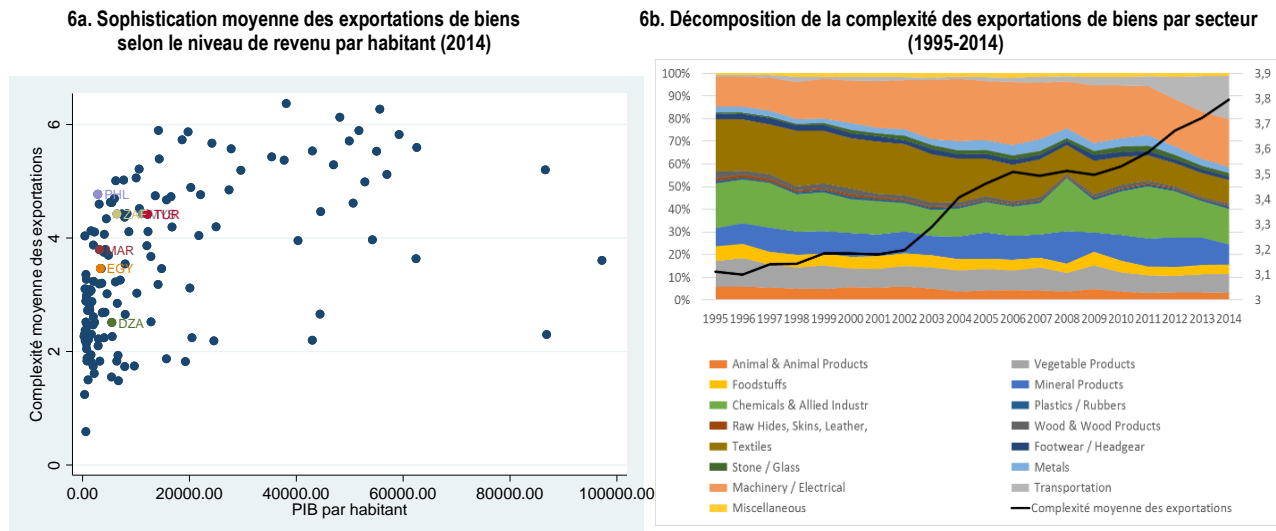 6a. Sophistication moyenne des exportations de biens
selon le niveau de revenu par habitant (2014)
Complexité moyenne des exportations
6
4
2
0
PHL
TUR
MAR
EGY
DZA
0.00
20000.00
40000.00
60000.00
80000.00
100000.00
PIB par habitant
6b. Décomposition de la complexité des exportations de biens par secteur
(1995-2014)
100%
90%
80%
70%
60%
50%
40%
30%
20%
10%
0%
3,9
3,8
3,7
3,6
3,5
3,4
3,3
3,2
3,1
3
1995 1996 1997 1998 1999 2000 2001 2002 2003 2004 2005 2006 2007 2008 2009 2010 2011 2012 2013 2014
Animal & Animal Products
Vegetable Products
Foodstuffs
Mineral Products
Chemicals & Allied Industr
Plastics / Rubbers
Raw Hides, Skins, Leather,
Wood & Wood Products
Textiles
Footwear / Headgear
Stone / Glass
Metals
Machinery / Electrical
Transportation
Miscellaneous
Complexité moyenne des exportations